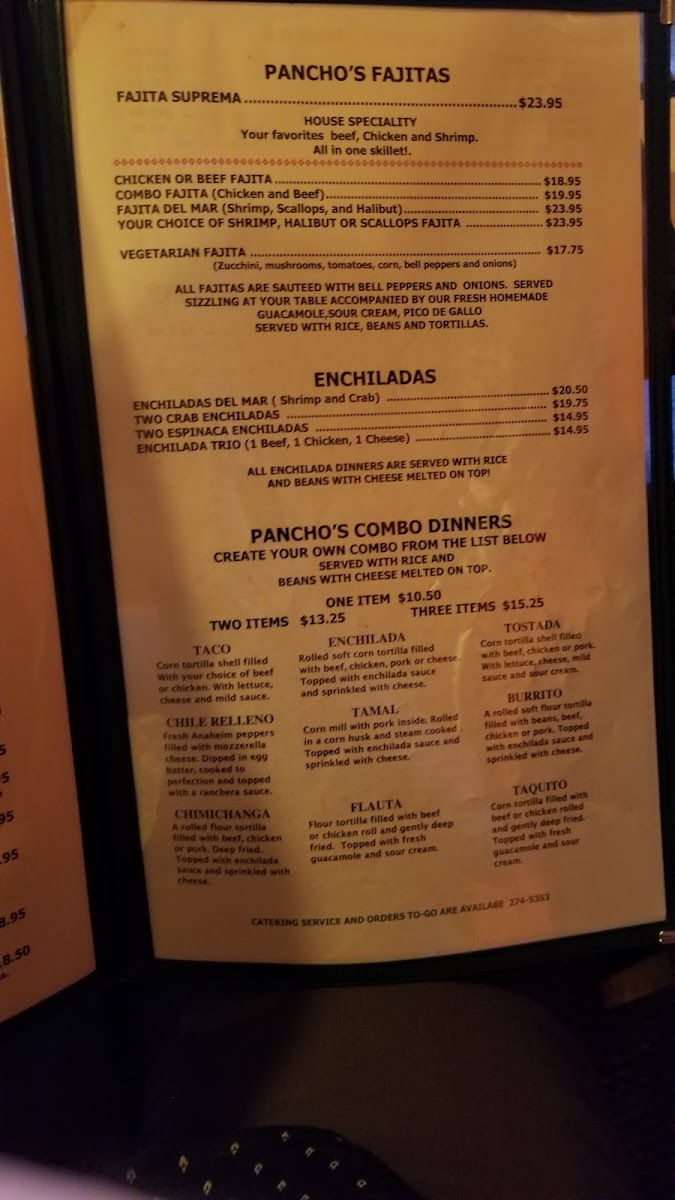 PANCHO'S FAJITAS
FAJITA SUPREMA ................ $23.95
HOUSE SPECIALITY
Your favorites beef, Chicken and Shrimp.
All in one skillet!.
CHICKEN OR BEEF FAJITA ................ $18.95
COMBO FAJITA (Chicken and Beef)................ $19.95
FAJITA DEL MAR (Shrimp, Scallops, and Halibut)................ $23.95
YOUR CHOICE OF SHRIMP, HALIBUT OR SCALLOPS FAJITA ................ $23.95
VEGETARIAN FAJITA ................ $17.75
(Zucchini, mushrooms, tomatoes, corn, bell peppers and onions)
ALL FAJITAS ARE SAUTEED WITH BELL PEPPERS AND ONIONS. SERVED
SIZZLING AT YOUR TABLE ACCOMPANIED BY OUR FRESH HOMEMADE
GUACAMOLE,SOUR CREAM, PICO DE GALLO
SERVED WITH RICE, BEANS AND TORTILLAS.
ENCHILADAS
ENCHILADAS DEL MAR ( Shrimp and Crab) ................ $20.50
TWO CRAB ENCHILADAS ................ $19.75
TWO ESPINACA ENCHILADAS ................ $14.95
ENCHILADA TRIO (1 Beef, 1 Chicken, 1 Cheese) ................ $14.95
ALL ENCHILADA DINNERS ARE SERVED WITH RICE
AND BEANS WITH CHEESE MELTED ON TOP!
PANCHO'S COMBO DINNERS
CREATE YOUR OWN COMBO FROM THE LIST BELOW
SERVED WITH RICE AND
BEANS WITH CHEESE MELTED ON TOP.
ONE ITEM $10.50
TWO ITEMS $13.25 THREE ITEMS $15.25
TACO
Corn tortilla shell filled
With your choice of beef
or chicken. With lettuce,
cheese and mild sauce.
ENCHILADA
Rolled soft corn tortilla filled
with beef, chicken, pork or cheese.
Topped with enchilada sauce
and sprinkled with cheese.
TOSTADA
Corn tortilla shell filled
with beef, chicken or pork.
With lettuce, cheese, mild
sauce and sour cream.
CHILE RELLENO
Fresh Anaheim peppers
filled with mozzerella
cheese. Dipped in egg
batter, cooked to
perfection and topped
with a ranchera sauce.
TAMAL
Corn mill with pork inside. Rolled
in a corn husk and steam cooked .
Topped with enchilada sauce and
sprinkled with cheese.
BURRITO
A rolled soft flour tortilla
filled with beans, beef,
chicken or pork. Topped
with enchilada sauce and
sprinkled with cheese.
CHIMICHANGA
A rolled flour tortilla
filled with beef, chicken
or pork. Deep fried.
Topped with enchilada
sauce and sprinkled with
cheese.
FLAUTA
Flour tortilla filled with beef
or chicken roll and gently deep
fried. Topped with fresh
guacamole and sour cream.
TAQUITO
Corn tortilla filled with
beef or chicken rolled
and gently deep fried.
Topped with fresh
guacamole and sour
cream.
CATERING SERVICE AND ORDERS TO-GO ARE AVAILABE 274-5353